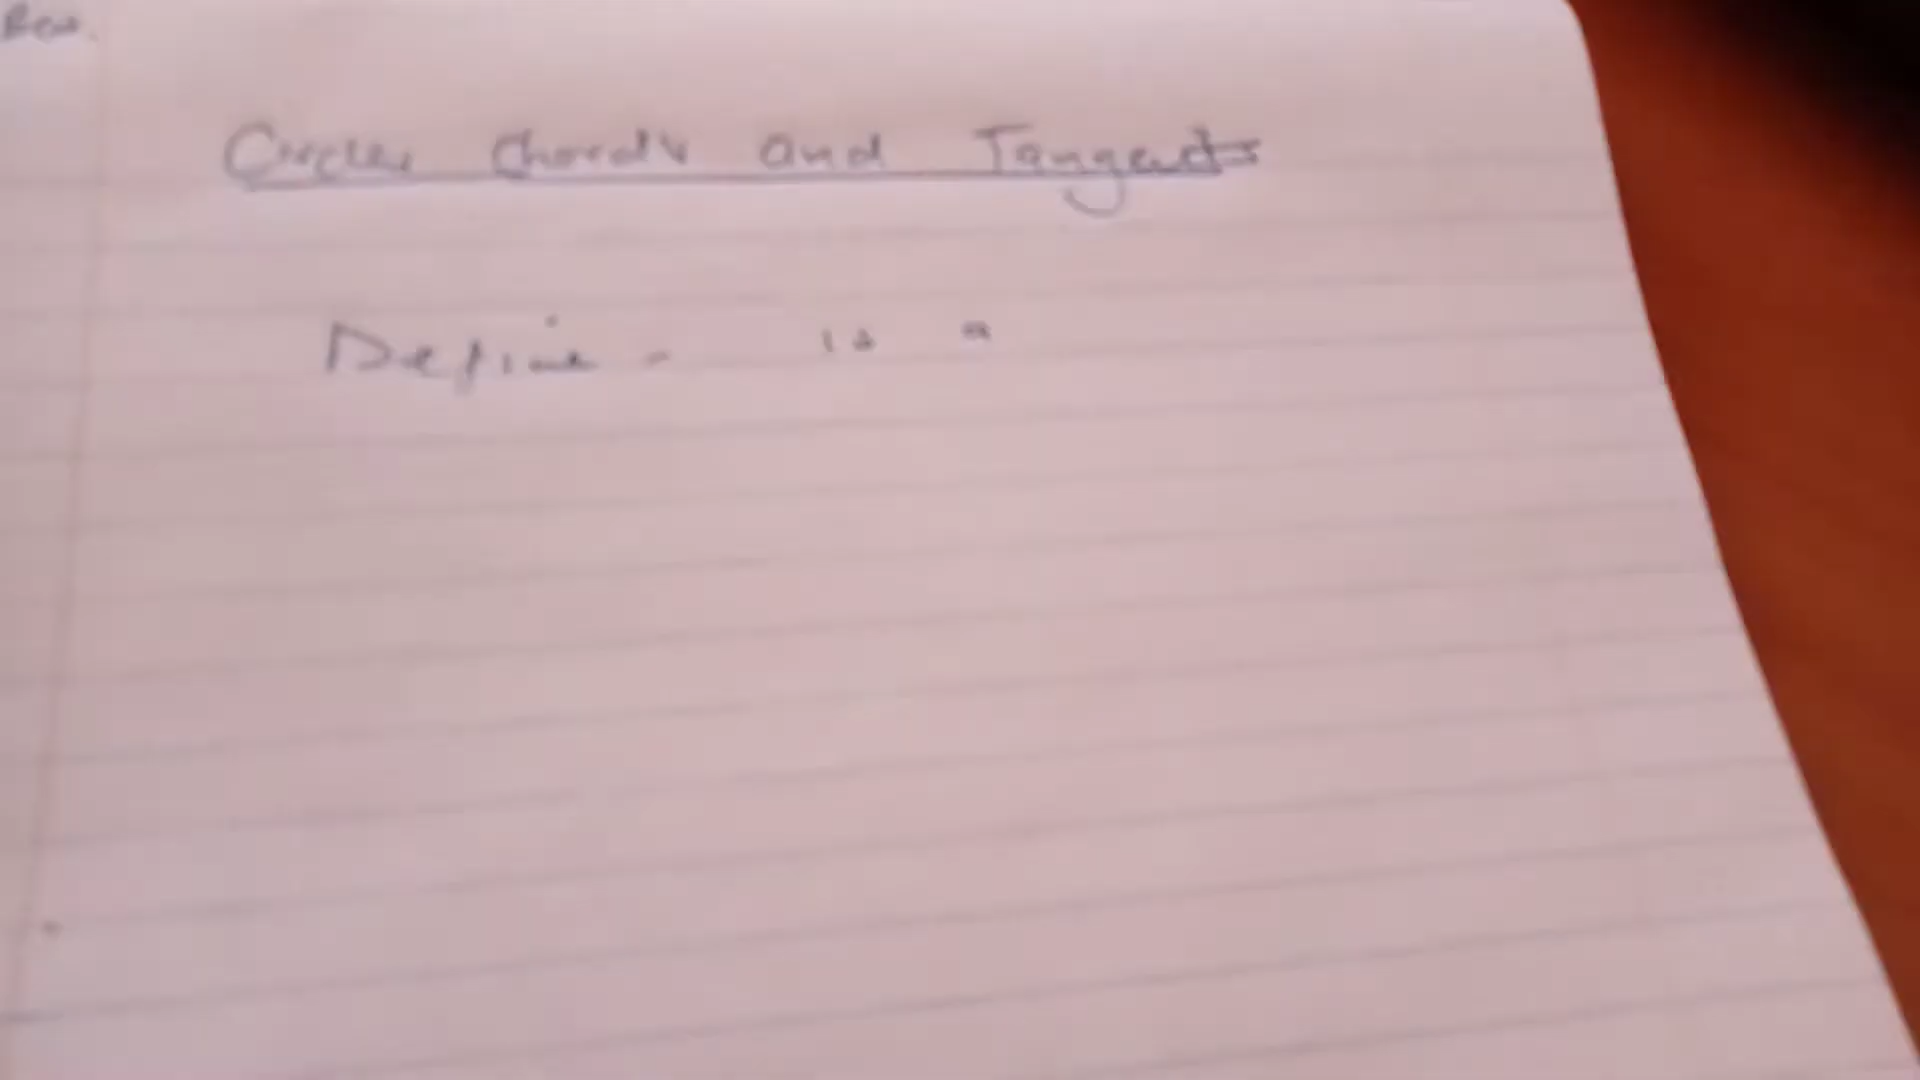 Circles Chords and Tangents
Define - is a